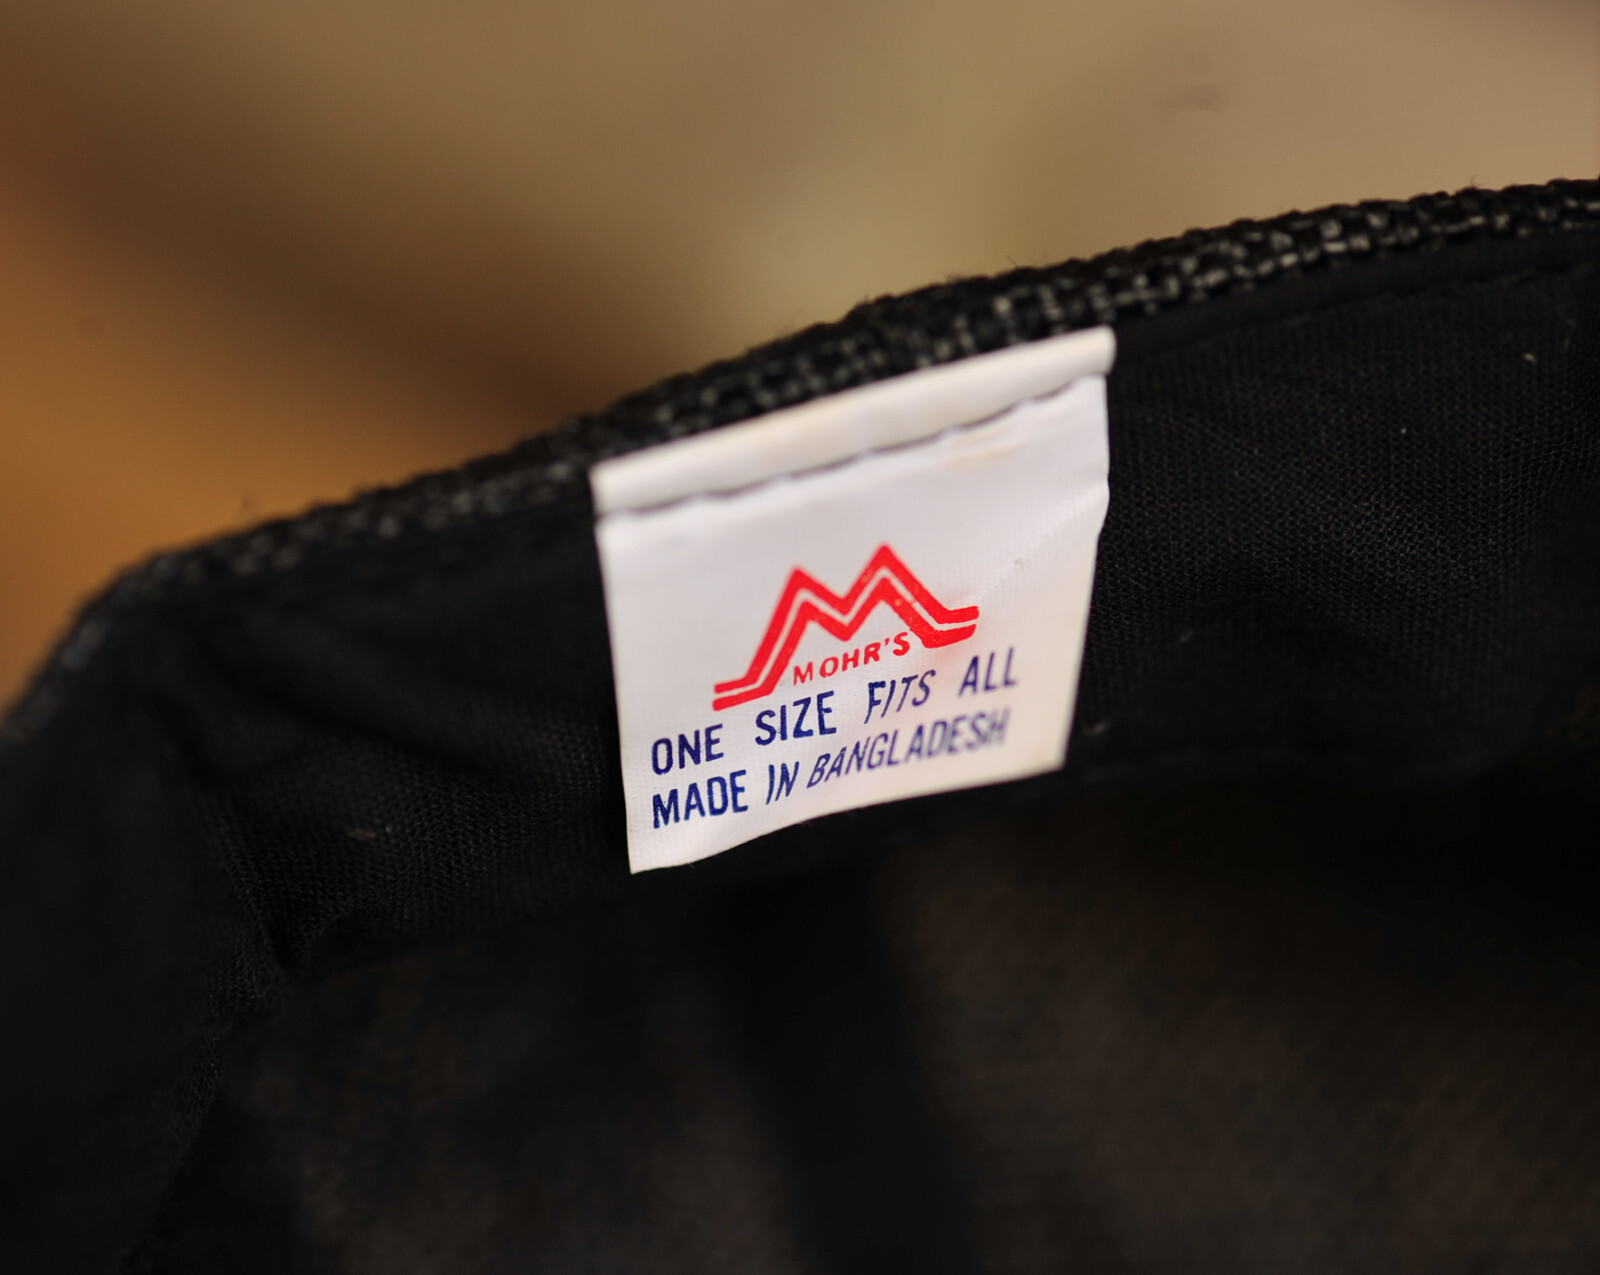 MOHR'S
ONE SIZE FITS ALL
MADE IN BANGLADESH